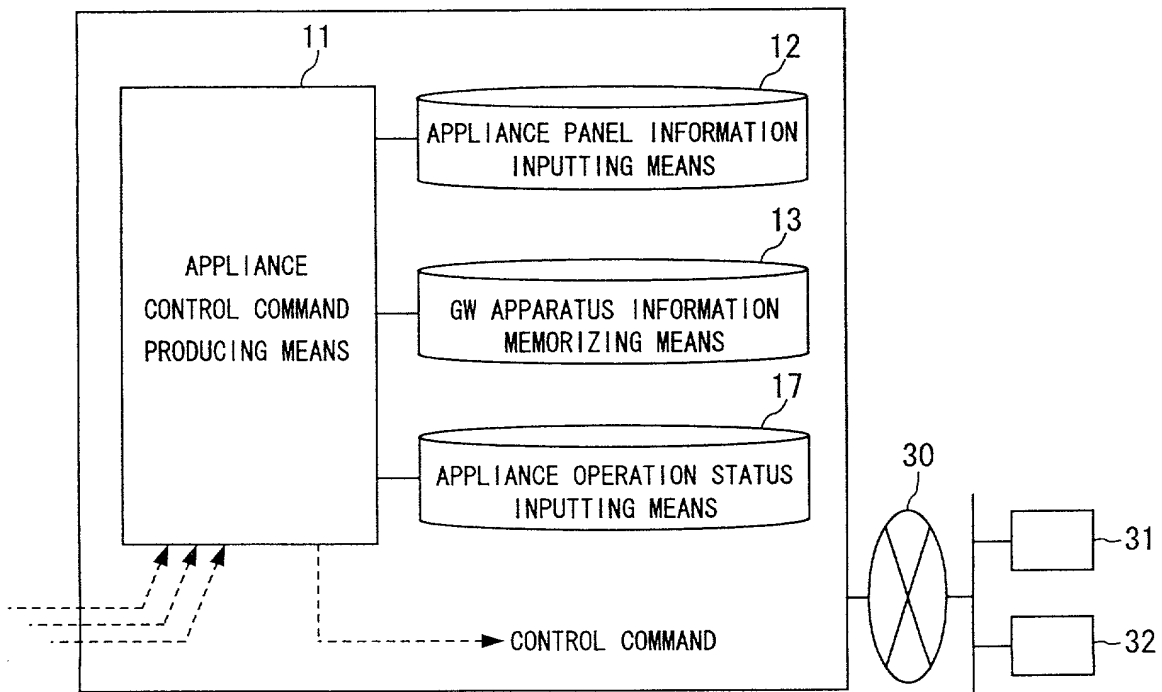 11
12
APPLIANCE PANEL INFORMATION
INPUTTING MEANS
13
APPLIANCE
CONTROL COMMAND
PRODUCING MEANS
GW APPARATUS INFORMATION
MEMORIZING MEANS
17
APPLIANCE OPERATION STATUS
INPUTTING MEANS
30
31
32
CONTROL COMMAND